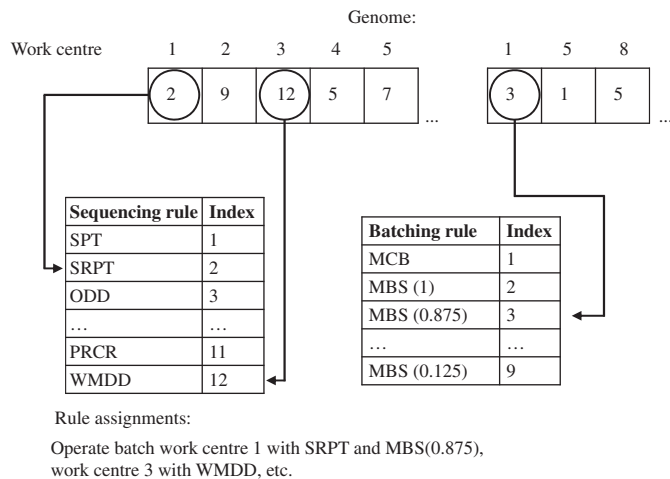 Genome:
Work centre 1 2 3 4 5 1 5 8
2 9 12 5 7 ... 3 1 5 ...
Sequencing rule Index
SPT 1
SRPT 2
ODD 3
… …
PRCR 11
WMDD 12
Batching rule Index
MCB 1
MBS (1) 2
MBS (0.875) 3
… …
MBS (0.125) 9
Rule assignments:
Operate batch work centre 1 with SRPT and MBS(0.875),
work centre 3 with WMDD, etc.